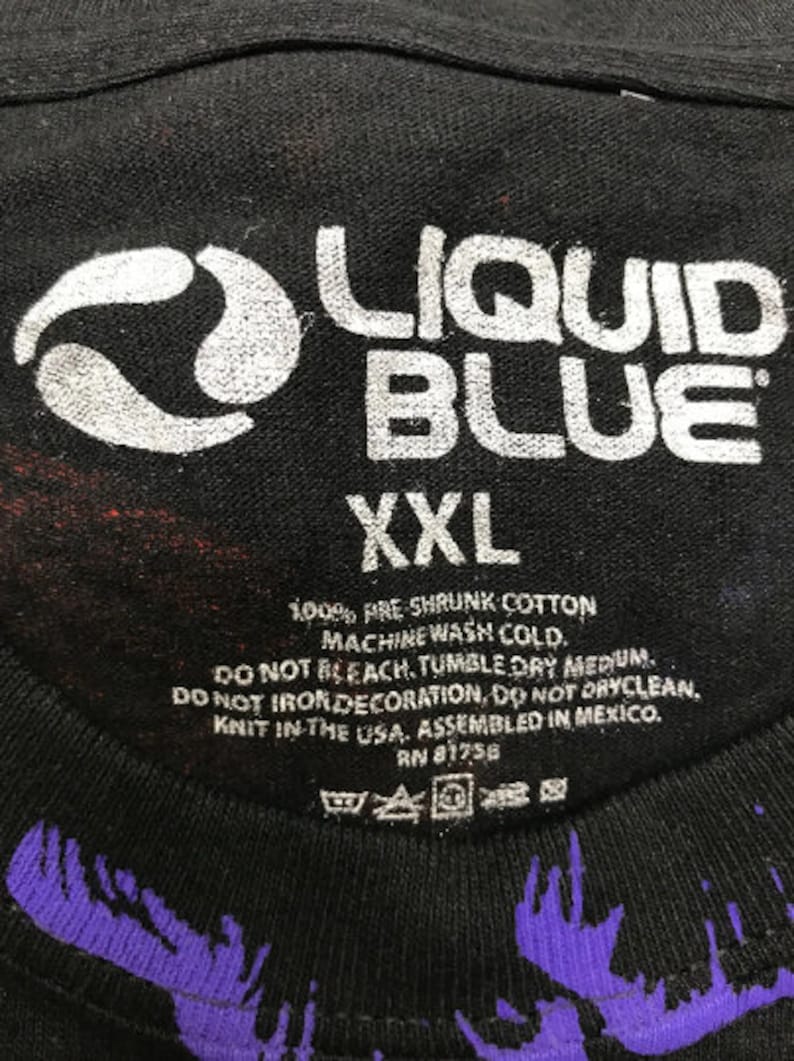 LIQUID
BLUE®
XXL
100% PRE-SHRUNK COTTON
MACHINE WASH COLD.
DO NOT BLEACH. TUMBLE DRY MEDIUM.
DO NOT IRON DECORATION, DO NOT DRYCLEAN.
KNIT IN THE USA. ASSEMBLED IN MEXICO.
RN 81756